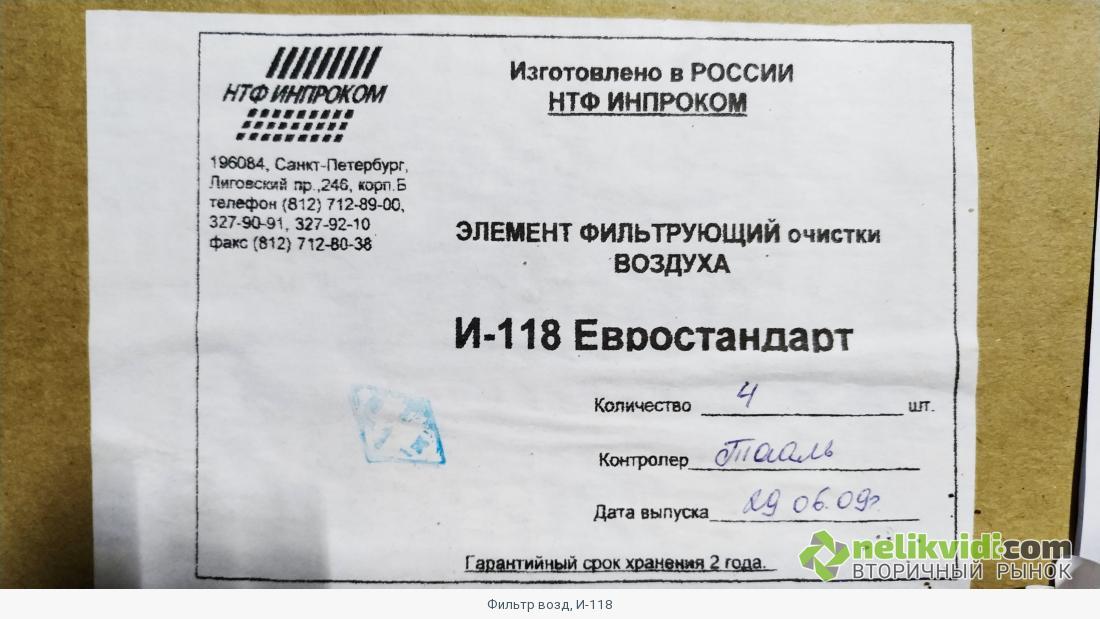 НТФ ИНПРОКОМ
196084, Санкт-Петербург,
Лиговский пр.,246, корп.Б
телефон (812) 712-89-00,
327-90-91, 327-92-10
факс (812) 712-80-38
Изготовлено в РОССИИ
НТФ ИНПРОКОМ
ЭЛЕМЕНТ ФИЛЬТРУЮЩИЙ очистки
ВОЗДУХА
И-118 Евростандарт
Количество 4 шт.
Контролер Тааль
Дата выпуска 29 06.09г
Гарантийный срок хранения 2 года.
nelikvidi.com
ВТОРИЧНЫЙ РЫНОК
Фильтр возд, И-118